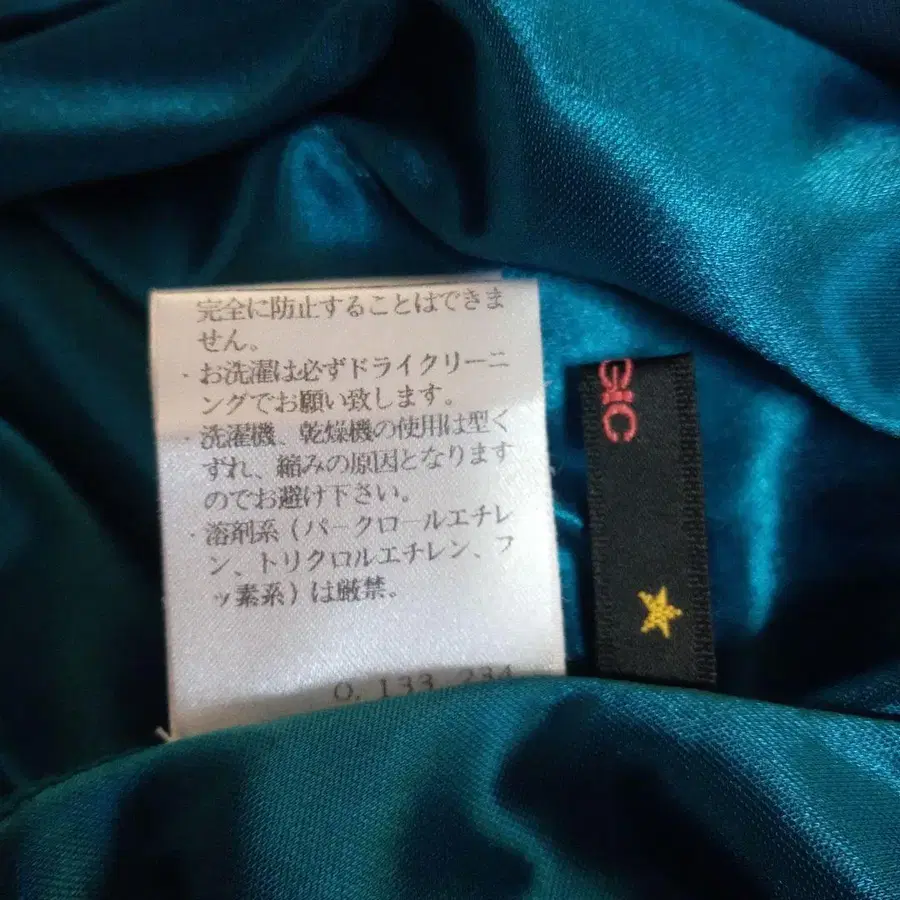 完全に防止することはできま
せん。
・お洗濯は必ずドライクリーニ
ングでお願い致します。
・洗濯機、乾燥機の使用は型く
ずれ、縮みの原因となります
のでお避け下さい。
・溶剤系(パークロールエチレ
ン、トリクロルエチレン、フ
ッ素系)は厳禁。
0. 133 234
GIC